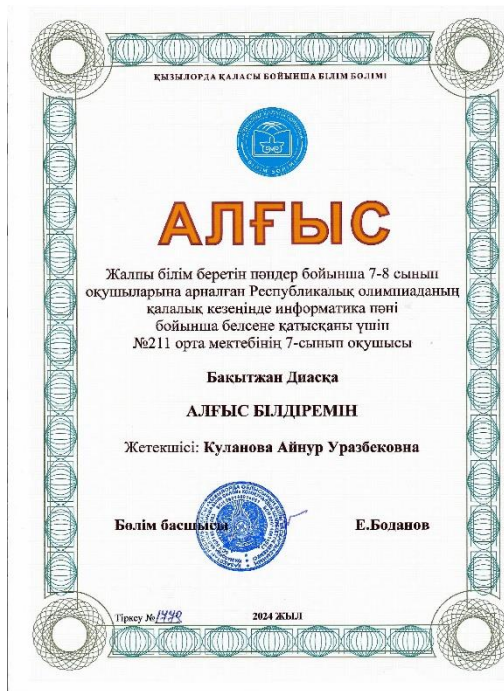 ҚЫЗЫЛОРДА ҚАЛАСЫ БОЙЫНША БІЛІМ БӨЛІМІ
АЛҒЫС
Жалпы білім беретін пәндер бойынша 7-8 сынып
оқушыларына арналған Республикалық олимпиаданың
қалалық кезеңінде информатика пәні
бойынша белсене қатысқаны үшін
№211 орта мектебінің 7-сынып оқушысы
Бақытжан Диасқа
АЛҒЫС БІЛДІРЕМІН
Жетекшісі: Куланова Айнур Уразбековна
Бөлім басшысы Е.Боданов
Тіркеу № 1779
2024 ЖЫЛ